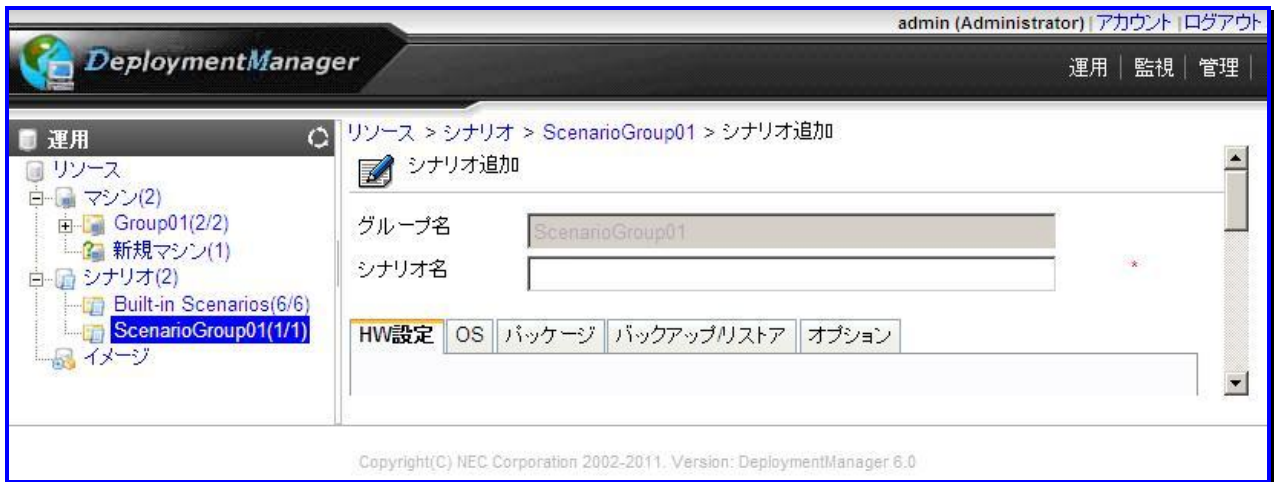 admin (Administrator) | アカウント | ログアウト
DeploymentManager
運用 | 監視 | 管理 |
運用
リソース
マシン(2)
Group01(2/2)
新規マシン(1)
シナリオ(2)
Built-in Scenarios(6/6)
ScenarioGroup01(1/1)
イメージ
リソース > シナリオ > ScenarioGroup01 > シナリオ追加
シナリオ追加
グループ名 ScenarioGroup01
シナリオ名 *
HW設定 OS パッケージ バックアップ/リストア オプション
Copyright(C) NEC Corporation 2002-2011. Version: DeploymentManager 6.0